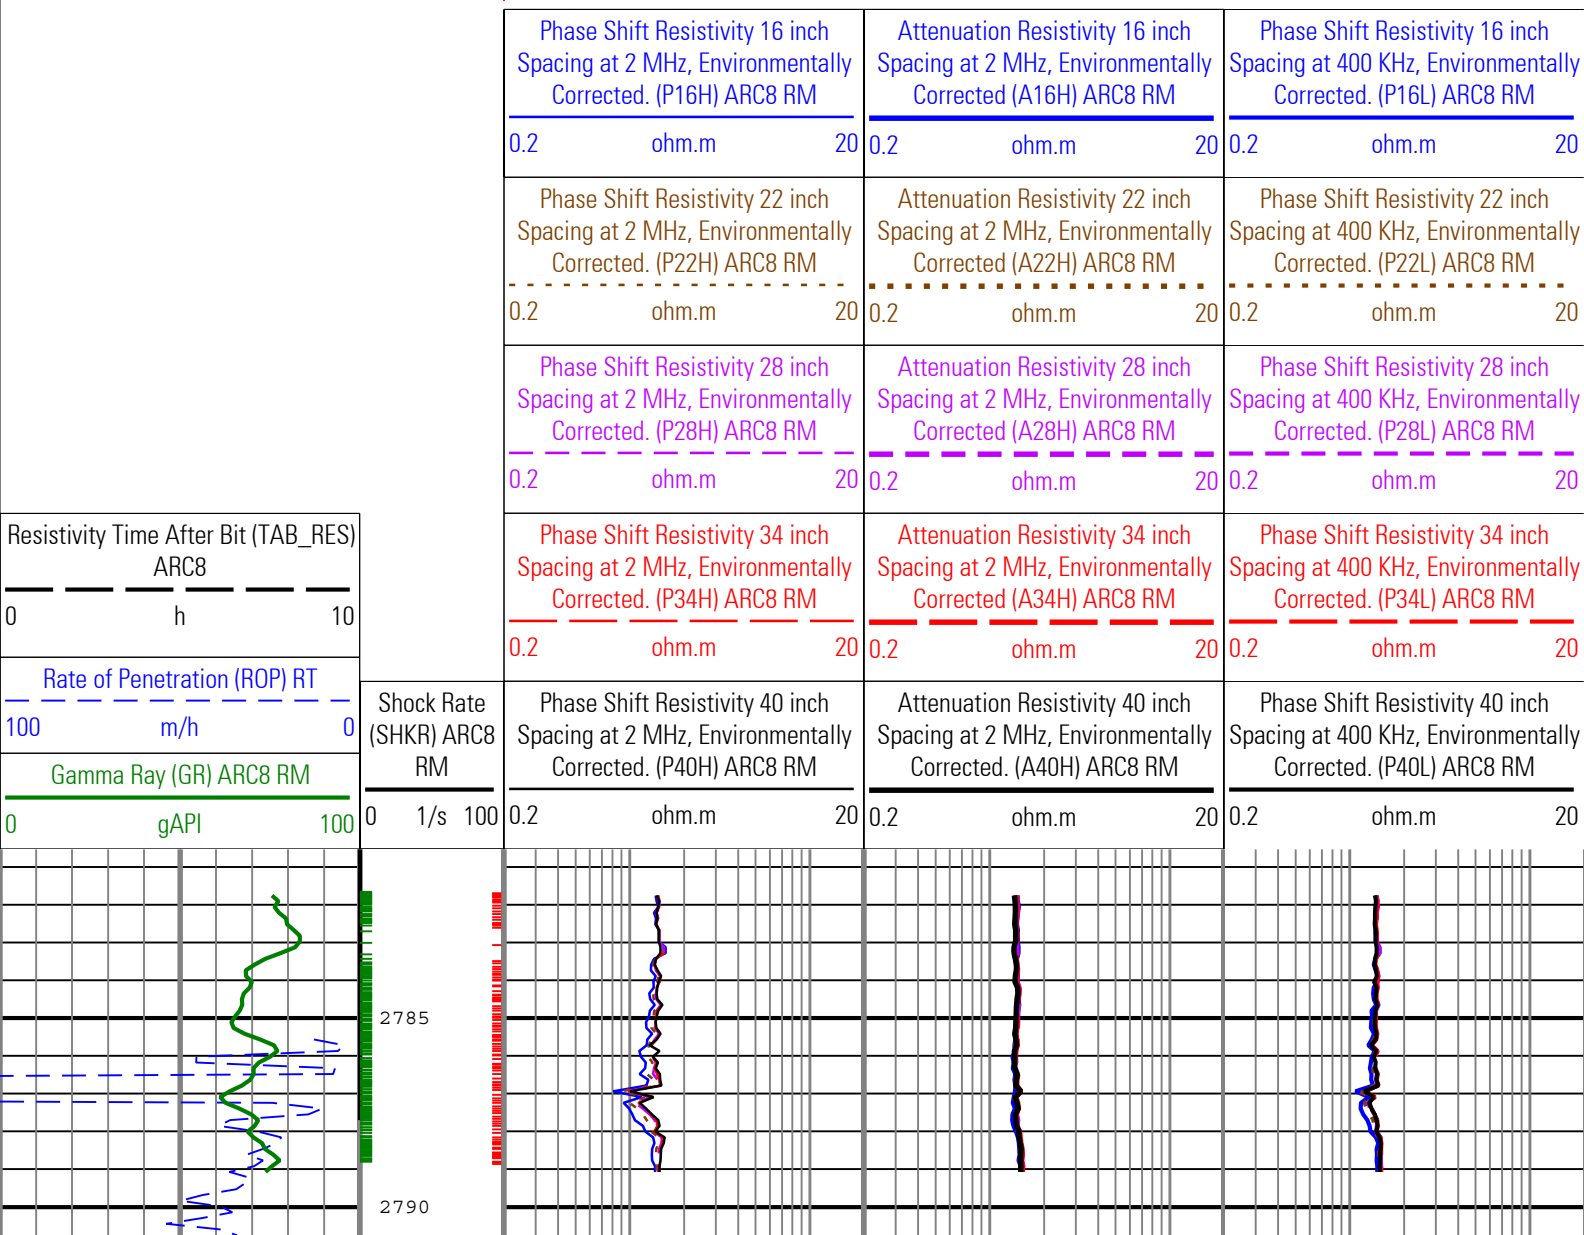 Phase Shift Resistivity 16 inch
Spacing at 2 MHz, Environmentally
Corrected. (P16H) ARC8 RM
0.2 ohm.m 20
Attenuation Resistivity 16 inch
Spacing at 2 MHz, Environmentally
Corrected (A16H) ARC8 RM
0.2 ohm.m 20
Phase Shift Resistivity 16 inch
Spacing at 400 KHz, Environmentally
Corrected. (P16L) ARC8 RM
0.2 ohm.m 20
Phase Shift Resistivity 22 inch
Spacing at 2 MHz, Environmentally
Corrected. (P22H) ARC8 RM
0.2 ohm.m 20
Attenuation Resistivity 22 inch
Spacing at 2 MHz, Environmentally
Corrected (A22H) ARC8 RM
0.2 ohm.m 20
Phase Shift Resistivity 22 inch
Spacing at 400 KHz, Environmentally
Corrected. (P22L) ARC8 RM
0.2 ohm.m 20
Phase Shift Resistivity 28 inch
Spacing at 2 MHz, Environmentally
Corrected. (P28H) ARC8 RM
0.2 ohm.m 20
Attenuation Resistivity 28 inch
Spacing at 2 MHz, Environmentally
Corrected (A28H) ARC8 RM
0.2 ohm.m 20
Phase Shift Resistivity 28 inch
Spacing at 400 KHz, Environmentally
Corrected. (P28L) ARC8 RM
0.2 ohm.m 20
Resistivity Time After Bit (TAB_RES)
ARC8
0 h 10
Phase Shift Resistivity 34 inch
Spacing at 2 MHz, Environmentally
Corrected. (P34H) ARC8 RM
0.2 ohm.m 20
Attenuation Resistivity 34 inch
Spacing at 2 MHz, Environmentally
Corrected (A34H) ARC8 RM
0.2 ohm.m 20
Phase Shift Resistivity 34 inch
Spacing at 400 KHz, Environmentally
Corrected. (P34L) ARC8 RM
0.2 ohm.m 20
Rate of Penetration (ROP) RT
100 m/h 0
Gamma Ray (GR) ARC8 RM
0 gAPI 100
Shock Rate
(SHKR) ARC8
RM
0 1/s 100
Phase Shift Resistivity 40 inch
Spacing at 2 MHz, Environmentally
Corrected. (P40H) ARC8 RM
0.2 ohm.m 20
Attenuation Resistivity 40 inch
Spacing at 2 MHz, Environmentally
Corrected. (A40H) ARC8 RM
0.2 ohm.m 20
Phase Shift Resistivity 40 inch
Spacing at 400 KHz, Environmentally
Corrected. (P40L) ARC8 RM
0.2 ohm.m 20
2785
2790